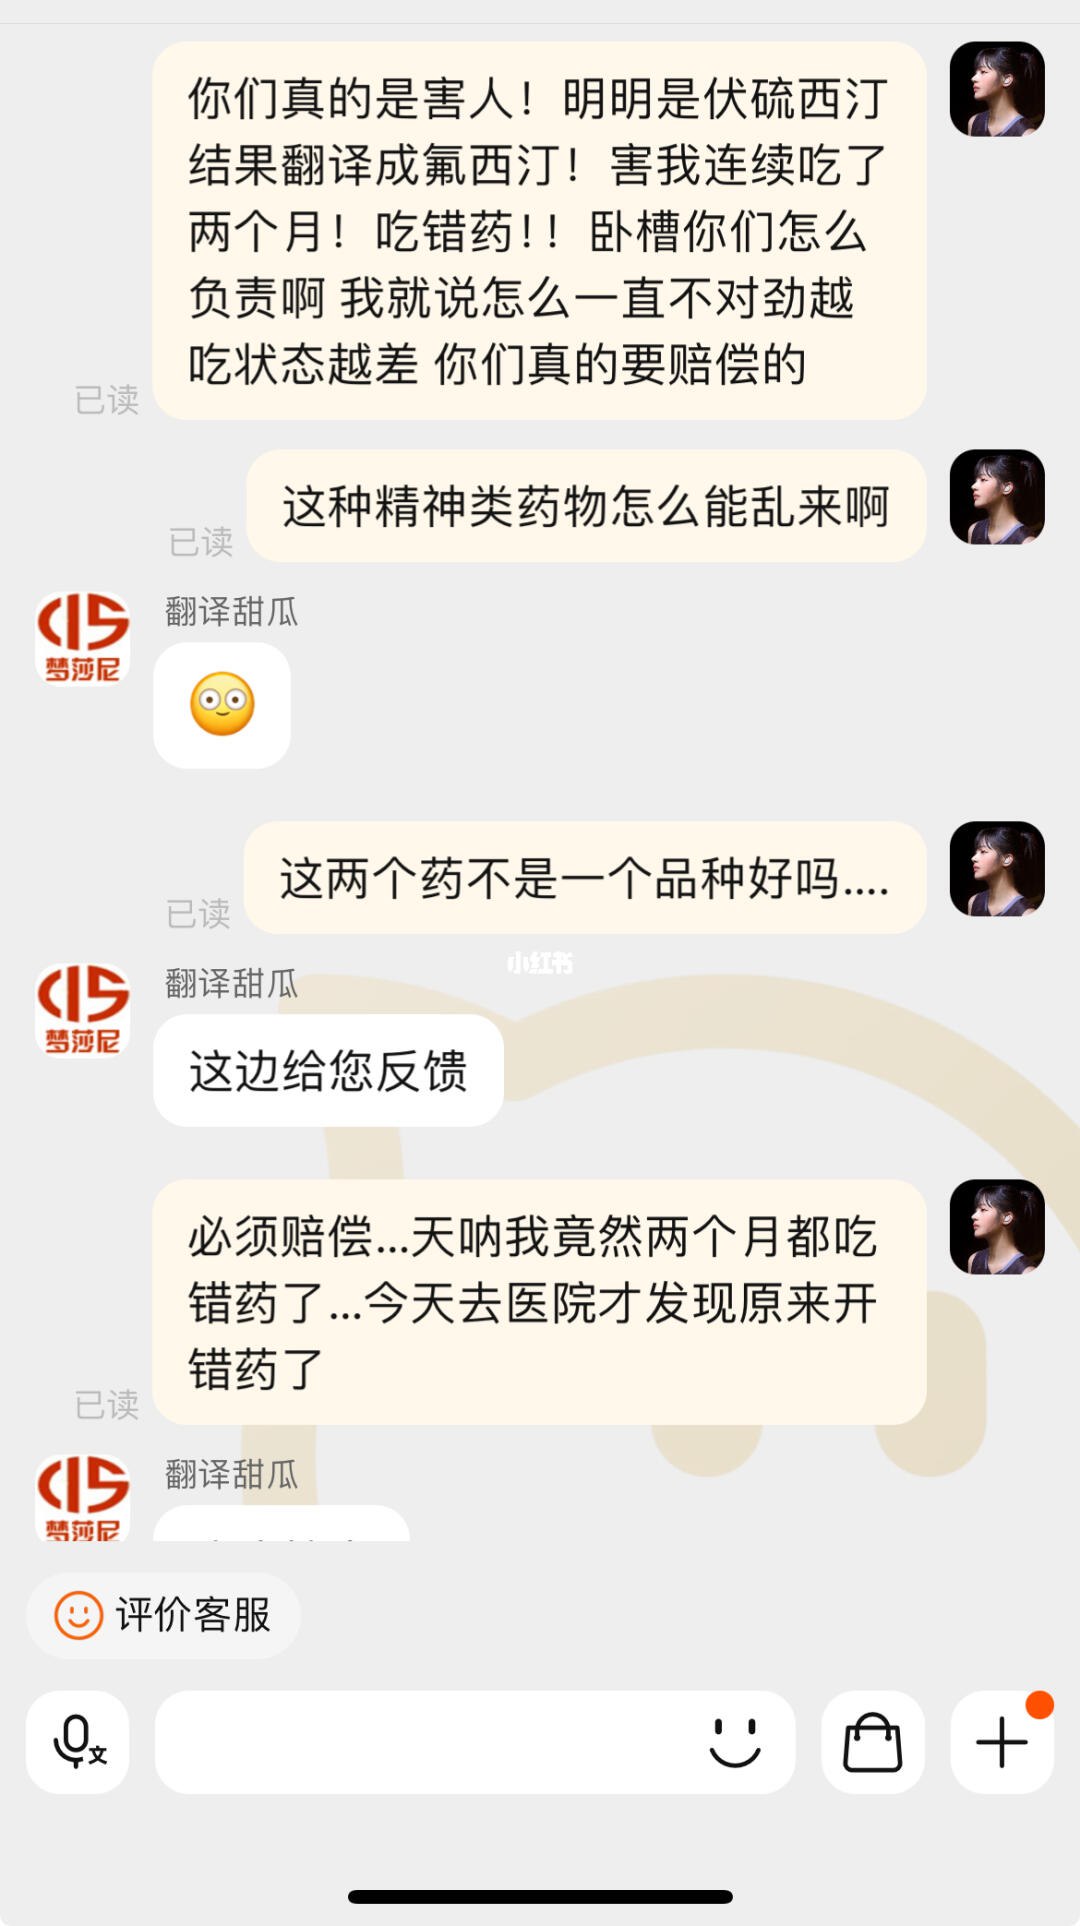 你们真的是害人！明明是伏硫西汀
结果翻译成氟西汀！害我连续吃了
两个月！吃错药！！卧槽你们怎么
负责啊 我就说怎么一直不对劲越
吃状态越差 你们真的要赔偿的
已读
这种精神类药物怎么能乱来啊
已读
翻译甜瓜
梦莎尼
这两个药不是一个品种好吗....
已读
小红书
翻译甜瓜
梦莎尼
这边给您反馈
必须赔偿...天呐我竟然两个月都吃
错药了...今天去医院才发现原来开
错药了
已读
翻译甜瓜
梦莎尼
评价客服
文